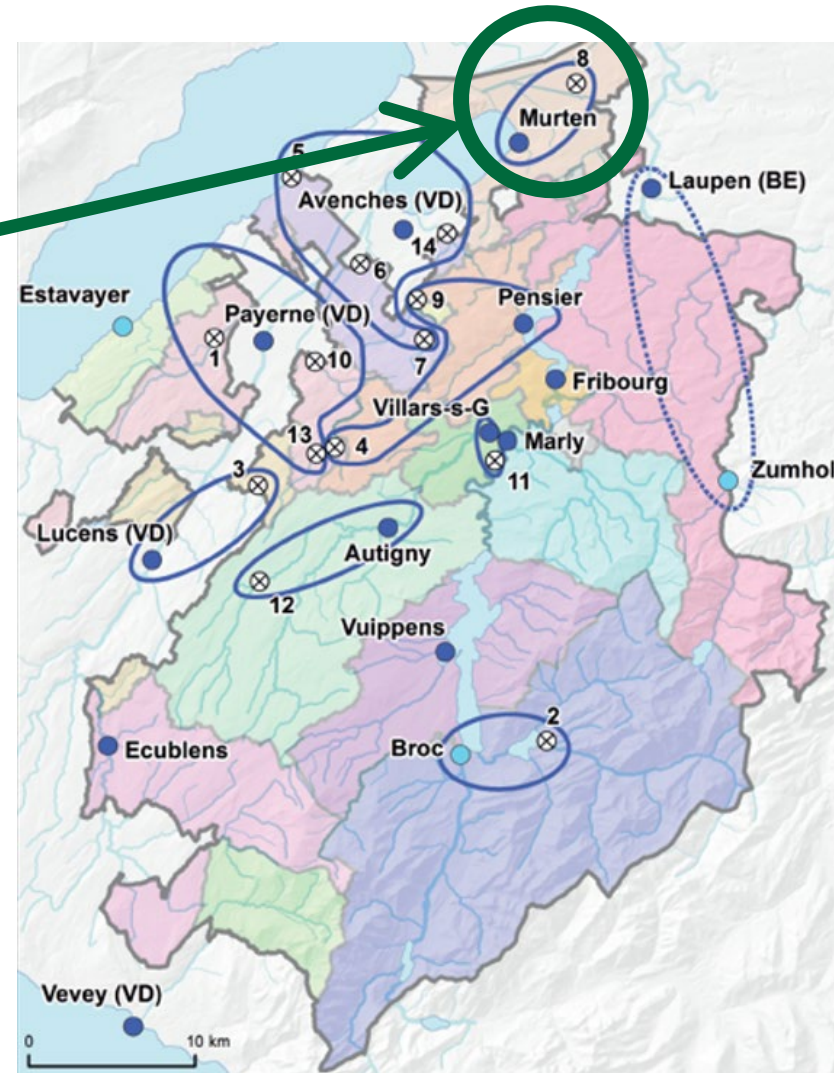 8
Murten
5
Laupen (BE)
Avenches (VD)
14
6
Estavayer
9
Pensier
Payerne (VD)
1
10
7
Fribourg
Villars-s-G
13
4
Marly
3
11
Zumhol
Lucens (VD)
Autigny
12
Vuippens
2
Broc
Ecublens
Vevey (VD)
0
10 km